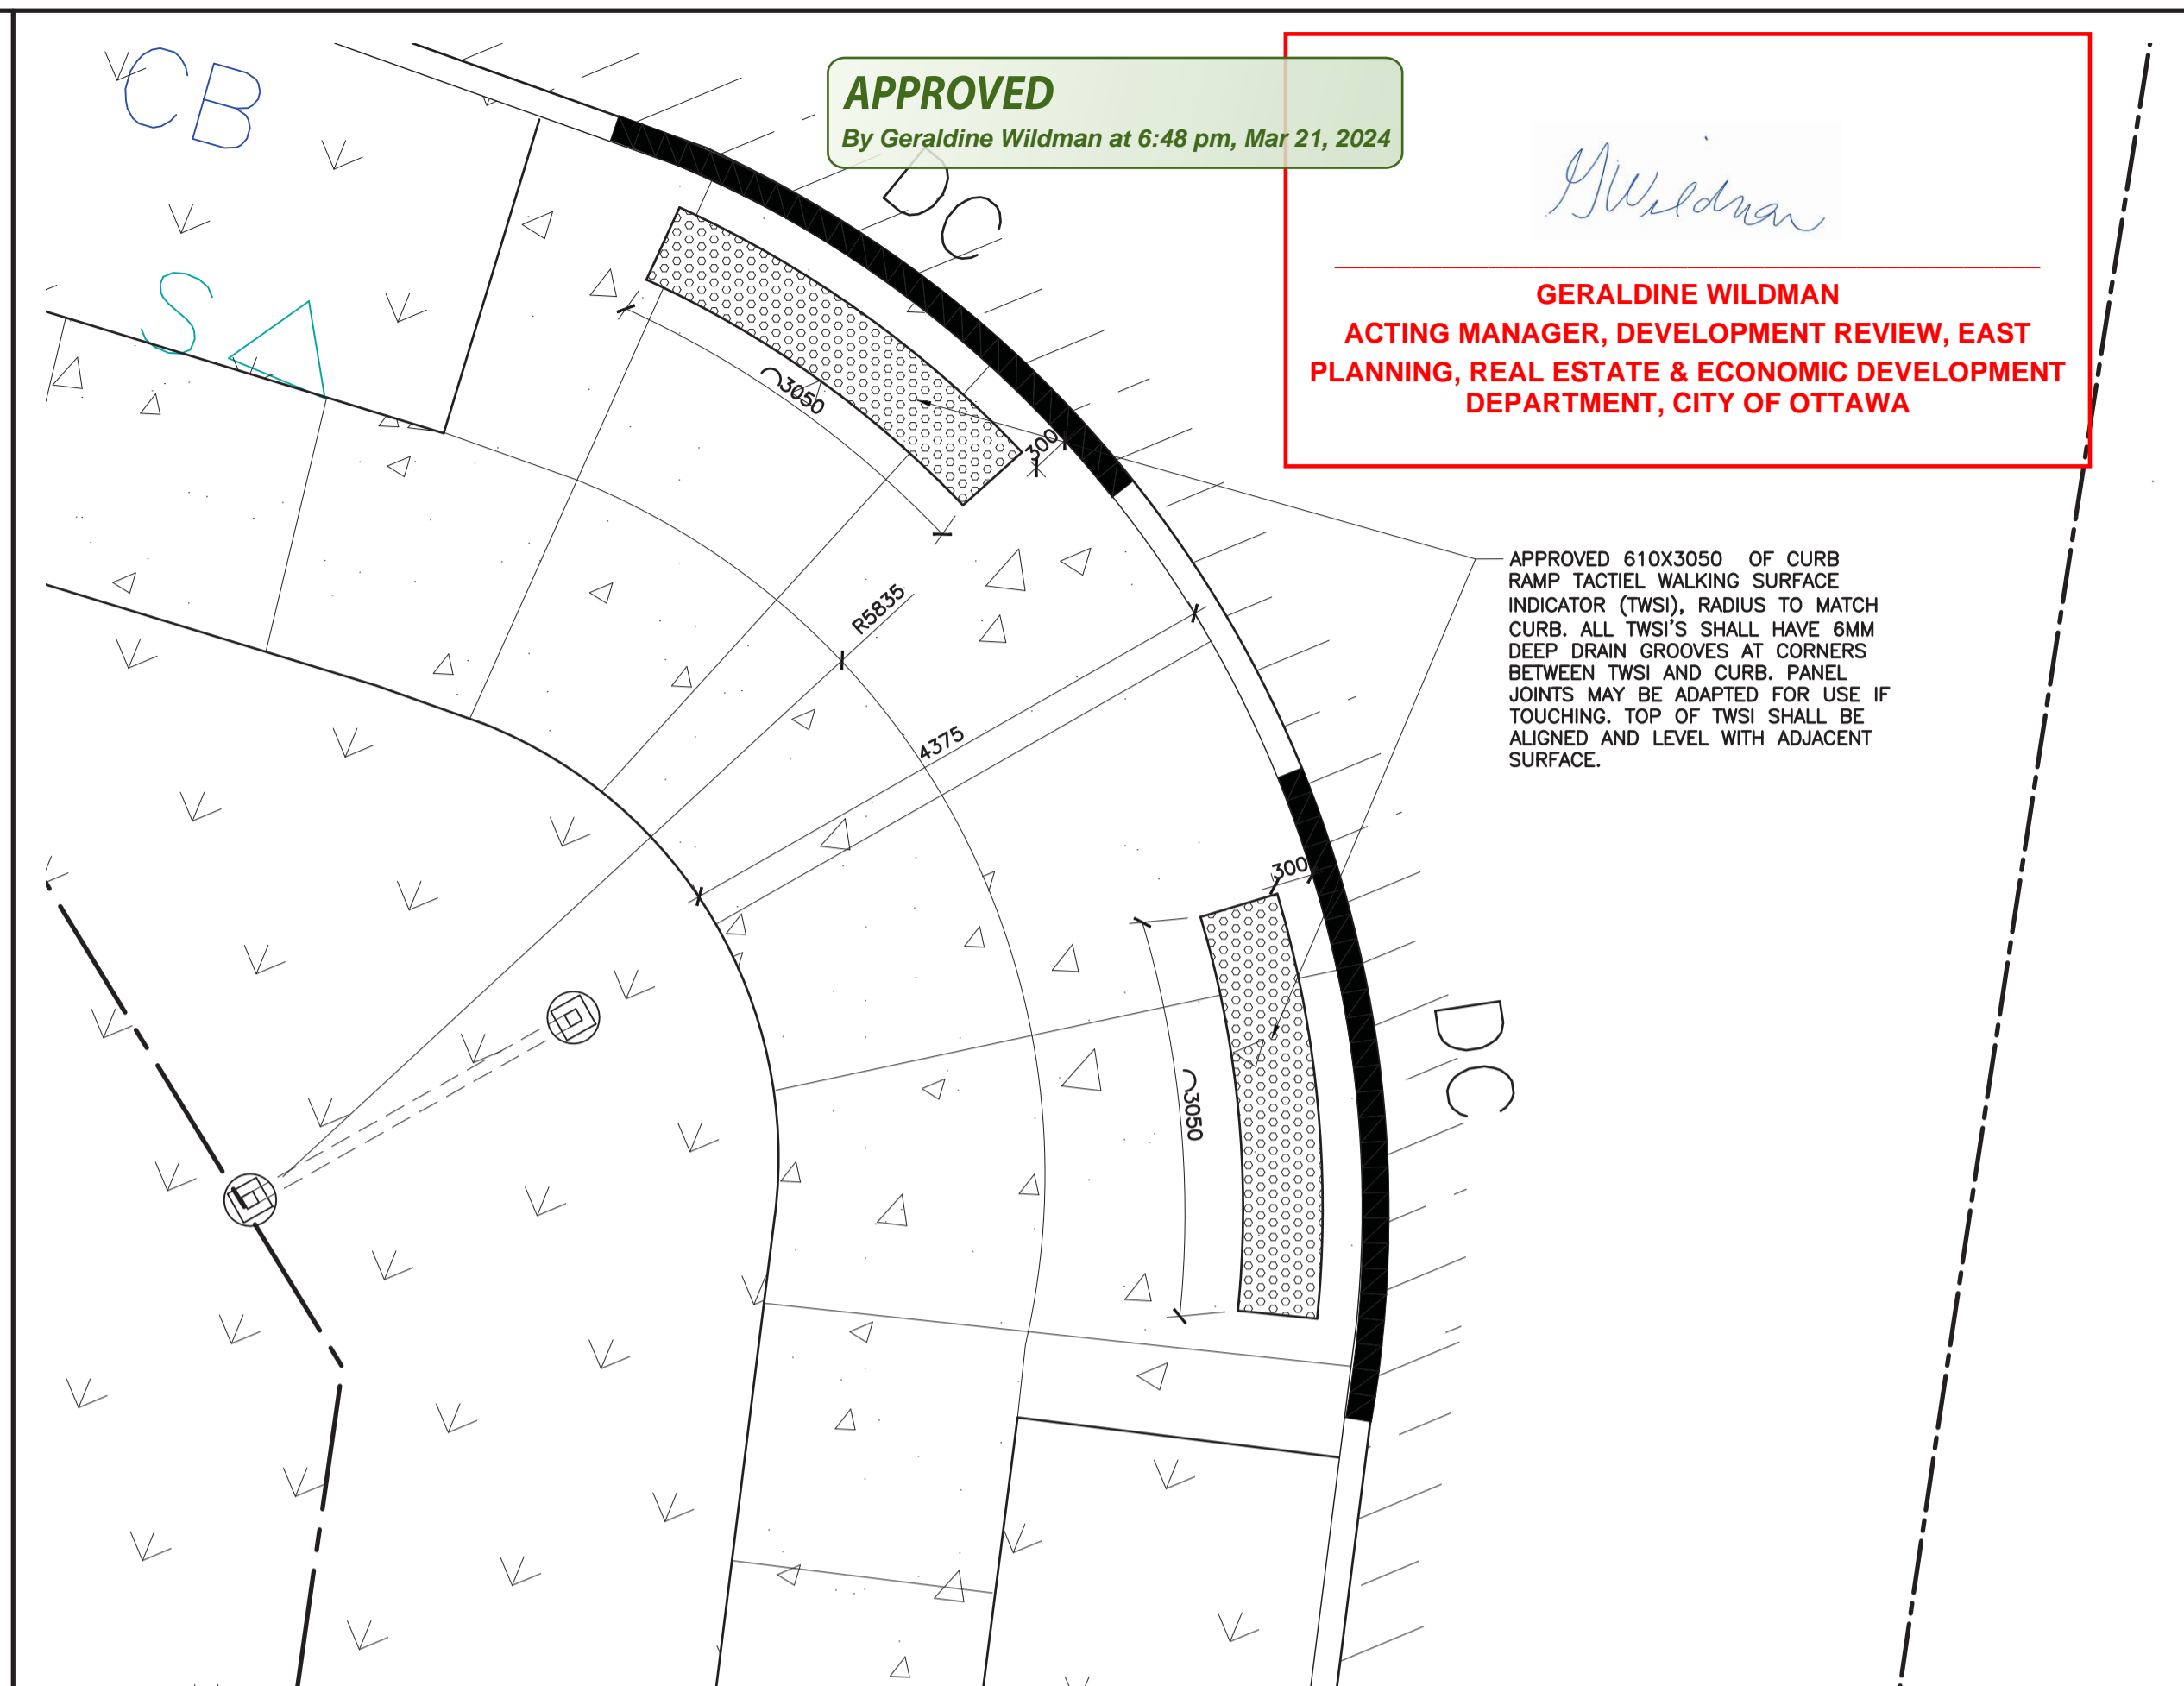 CB
APPROVED
By Geraldine Wildman at 6:48 pm, Mar 21, 2024
GWildman
GERALDINE WILDMAN
ACTING MANAGER, DEVELOPMENT REVIEW, EAST
PLANNING, REAL ESTATE & ECONOMIC DEVELOPMENT
DEPARTMENT, CITY OF OTTAWA
DC
S
3050
300
APPROVED 610X3050 OF CURB
RAMP TACTIEL WALKING SURFACE
INDICATOR (TWSI), RADIUS TO MATCH
CURB. ALL TWSI'S SHALL HAVE 6MM
DEEP DRAIN GROOVES AT CORNERS
BETWEEN TWSI AND CURB. PANEL
JOINTS MAY BE ADAPTED FOR USE IF
TOUCHING. TOP OF TWSI SHALL BE
ALIGNED AND LEVEL WITH ADJACENT
SURFACE.
R5835
4375
300
3050
DC